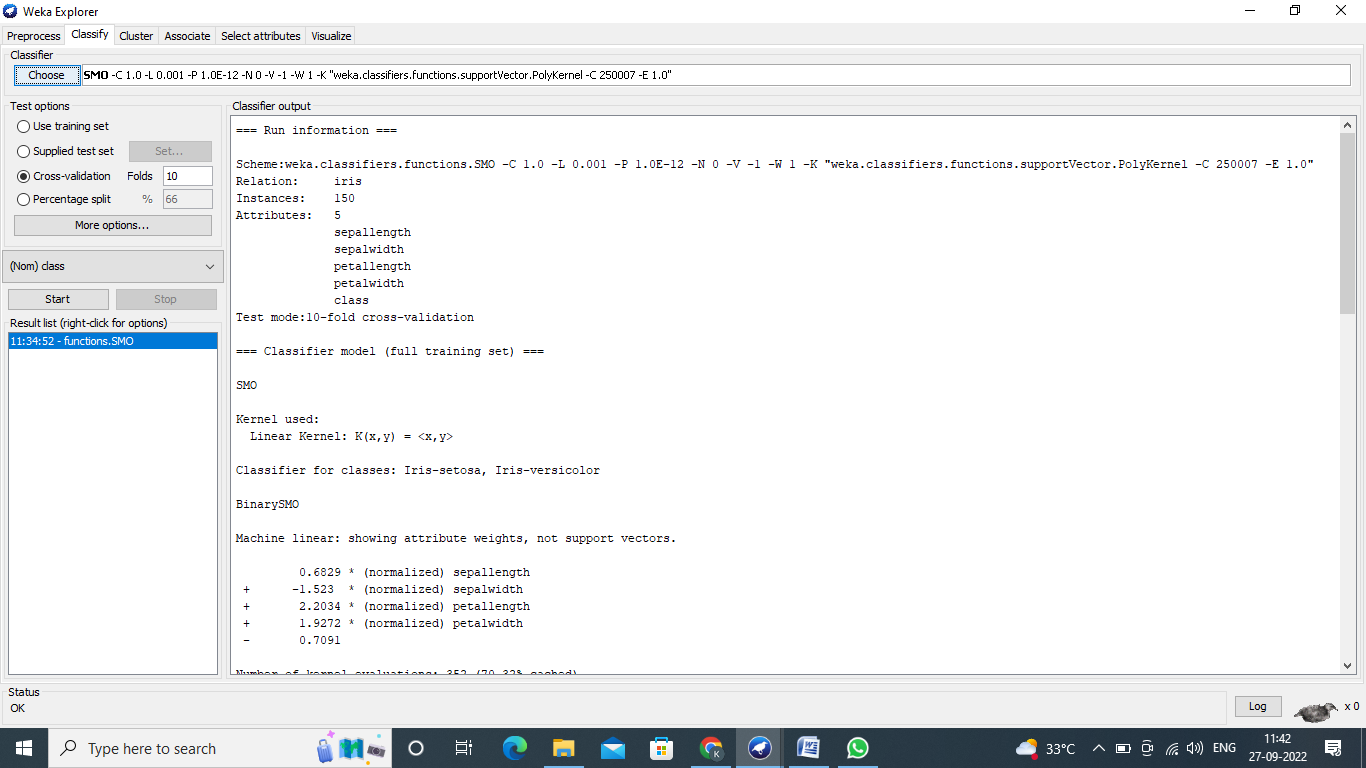 Weka Explorer
Preprocess Classify Cluster Associate Select attributes Visualize
Classifier
Choose SMO -C 1.0 -L 0.001 -P 1.0E-12 -N 0 -V -1 -W 1 -K "weka.classifiers.functions.supportVector.PolyKernel -C 250007 -E 1.0"
Test options
Use training set
Supplied test set Set...
Cross-validation Folds 10
Percentage split % 66
More options...
(Nom) class
Start Stop
Result list (right-click for options)
11:34:52 - functions.SMO
Classifier output
=== Run information ===
Scheme:weka.classifiers.functions.SMO -C 1.0 -L 0.001 -P 1.0E-12 -N 0 -V -1 -W 1 -K "weka.classifiers.functions.supportVector.PolyKernel -C 250007 -E 1.0"
Relation: iris
Instances: 150
Attributes: 5
sepallength
sepalwidth
petallength
petalwidth
class
Test mode:10-fold cross-validation
=== Classifier model (full training set) ===
SMO
Kernel used:
Linear Kernel: K(x,y) = <x,y>
Classifier for classes: Iris-setosa, Iris-versicolor
BinarySMO
Machine linear: showing attribute weights, not support vectors.
0.6829 * (normalized) sepallength
+ -1.523 * (normalized) sepalwidth
+ 2.2034 * (normalized) petallength
+ 1.9272 * (normalized) petalwidth
- 0.7091
Number of kernel evaluations: 352 (70.32% cached)
Status
OK
Log x 0
Type here to search
33°C ENG 11:42
27-09-2022